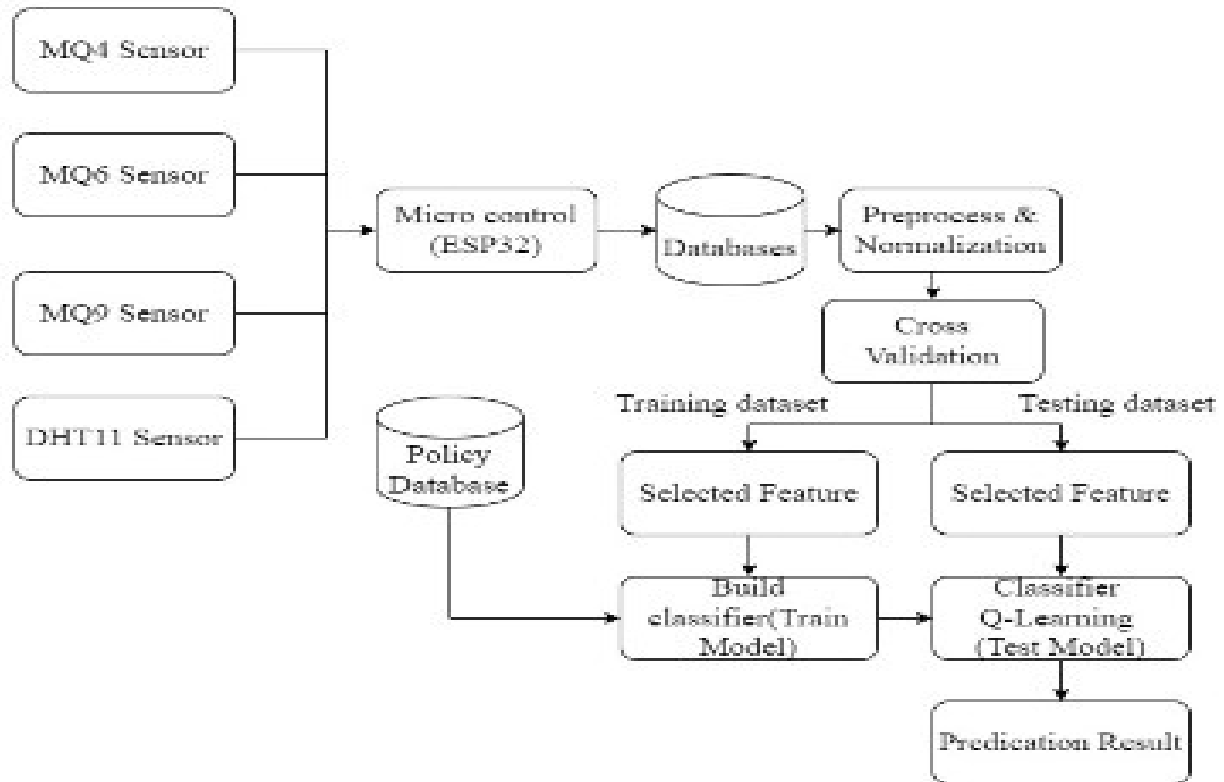 MQ4 Sensor
MQ6 Sensor
MQ9 Sensor
DHT11 Sensor
Micro control
(ESP32)
Databases
Preprocess &
Normalization
Cross
Validation
Training dataset
Testing dataset
Policy
Database
Selected Feature
Selected Feature
Build
classifier(Train
Model)
Classifier
Q-Learning
(Test Model)
Predication Result